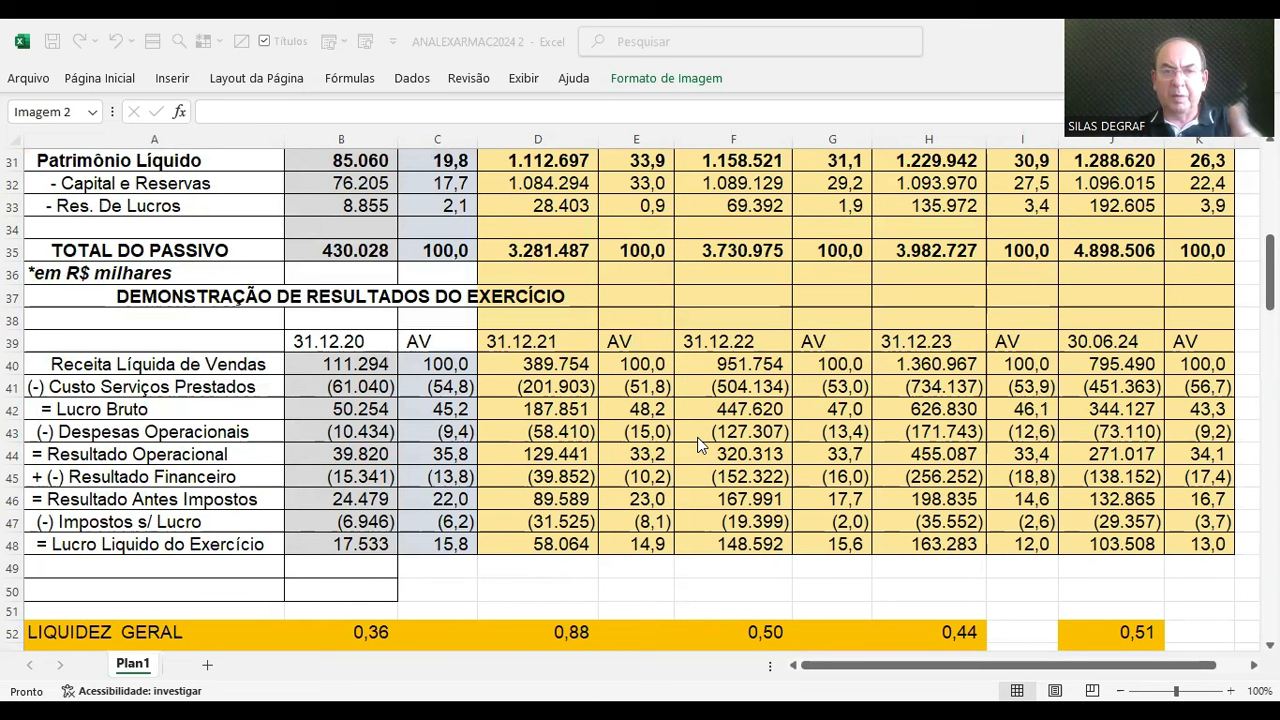 Títulos
ANALEXARMAC2024 2 - Excel
Pesquisar
Arquivo Página Inicial Inserir Layout da Página Fórmulas Dados Revisão Exibir Ajuda Formato de Imagem
Imagem 2 fx
SILAS DEGRAF
A B C D E F G H I J K
31 Patrimônio Líquido 85.060 19,8 1.112.697 33,9 1.158.521 31,1 1.229.942 30,9 1.288.620 26,3
32 - Capital e Reservas 76.205 17,7 1.084.294 33,0 1.089.129 29,2 1.093.970 27,5 1.096.015 22,4
33 - Res. De Lucros 8.855 2,1 28.403 0,9 69.392 1,9 135.972 3,4 192.605 3,9
34
35 TOTAL DO PASSIVO 430.028 100,0 3.281.487 100,0 3.730.975 100,0 3.982.727 100,0 4.898.506 100,0
36 *em R$ milhares
37 DEMONSTRAÇÃO DE RESULTADOS DO EXERCÍCIO
38
39 31.12.20 AV 31.12.21 AV 31.12.22 AV 31.12.23 AV 30.06.24 AV
40 Receita Líquida de Vendas 111.294 100,0 389.754 100,0 951.754 100,0 1.360.967 100,0 795.490 100,0
41 (-) Custo Serviços Prestados (61.040) (54,8) (201.903) (51,8) (504.134) (53,0) (734.137) (53,9) (451.363) (56,7)
42 = Lucro Bruto 50.254 45,2 187.851 48,2 447.620 47,0 626.830 46,1 344.127 43,3
43 (-) Despesas Operacionais (10.434) (9,4) (58.410) (15,0) (127.307) (13,4) (171.743) (12,6) (73.110) (9,2)
44 = Resultado Operacional 39.820 35,8 129.441 33,2 320.313 33,7 455.087 33,4 271.017 34,1
45 + (-) Resultado Financeiro (15.341) (13,8) (39.852) (10,2) (152.322) (16,0) (256.252) (18,8) (138.152) (17,4)
46 = Resultado Antes Impostos 24.479 22,0 89.589 23,0 167.991 17,7 198.835 14,6 132.865 16,7
47 (-) Impostos s/ Lucro (6.946) (6,2) (31.525) (8,1) (19.399) (2,0) (35.552) (2,6) (29.357) (3,7)
48 = Lucro Liquido do Exercício 17.533 15,8 58.064 14,9 148.592 15,6 163.283 12,0 103.508 13,0
49
50
51
52 LIQUIDEZ GERAL 0,36 0,88 0,50 0,44 0,51
Plan1
Pronto Acessibilidade: investigar 100%